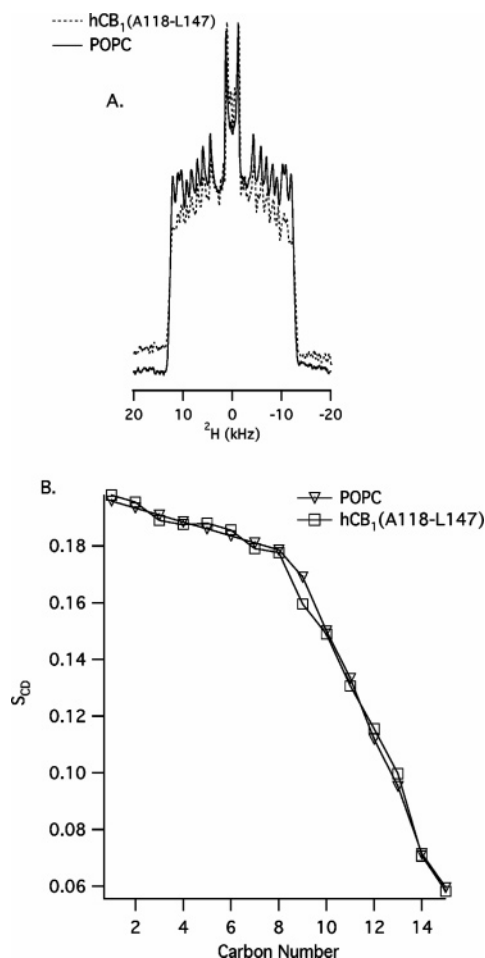 hCB₁(A118-L147)
POPC
A.
20 10 0 -10 -20
²H (kHz)
B.
POPC
hCB₁(A118-L147)
0.18
0.16
0.14
0.12
0.10
0.08
0.06
S_CD
2 4 6 8 10 12 14
Carbon Number